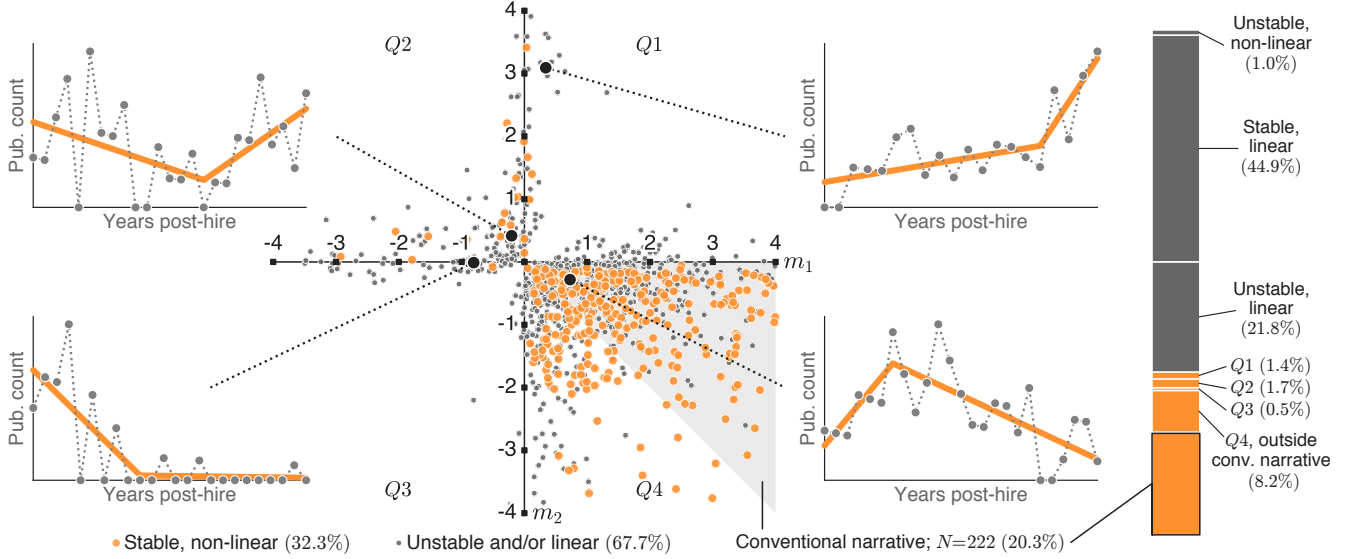 Q2
Q1
Pub. count
Years post-hire
Pub. count
Years post-hire
4
3
2
1
-4
-3
-2
-1
1
2
3
4
m1
-1
-2
-3
-4
m2
Pub. count
Years post-hire
Q3
Q4
Pub. count
Years post-hire
Unstable,
non-linear
(1.0%)
Stable,
linear
(44.9%)
Unstable,
linear
(21.8%)
Q1 (1.4%)
Q2 (1.7%)
Q3 (0.5%)
Q4, outside
conv. narrative
(8.2%)
Stable, non-linear (32.3%)
Unstable and/or linear (67.7%)
Conventional narrative; N=222 (20.3%)